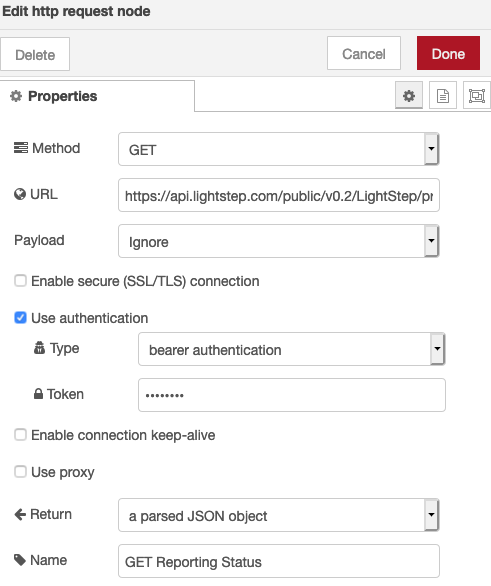 Edit http request node
Delete
Cancel
Done
Properties
Method
GET
URL
https://api.lightstep.com/public/v0.2/LightStep/pr
Payload
Ignore
Enable secure (SSL/TLS) connection
Use authentication
Type
bearer authentication
Token
••••••••
Enable connection keep-alive
Use proxy
Return
a parsed JSON object
Name
GET Reporting Status